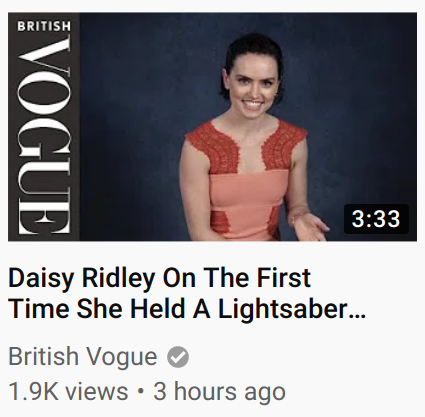 BRITISH
VOGUE
3:33
Daisy Ridley On The First
Time She Held A Lightsaber...
British Vogue
1.9K views • 3 hours ago